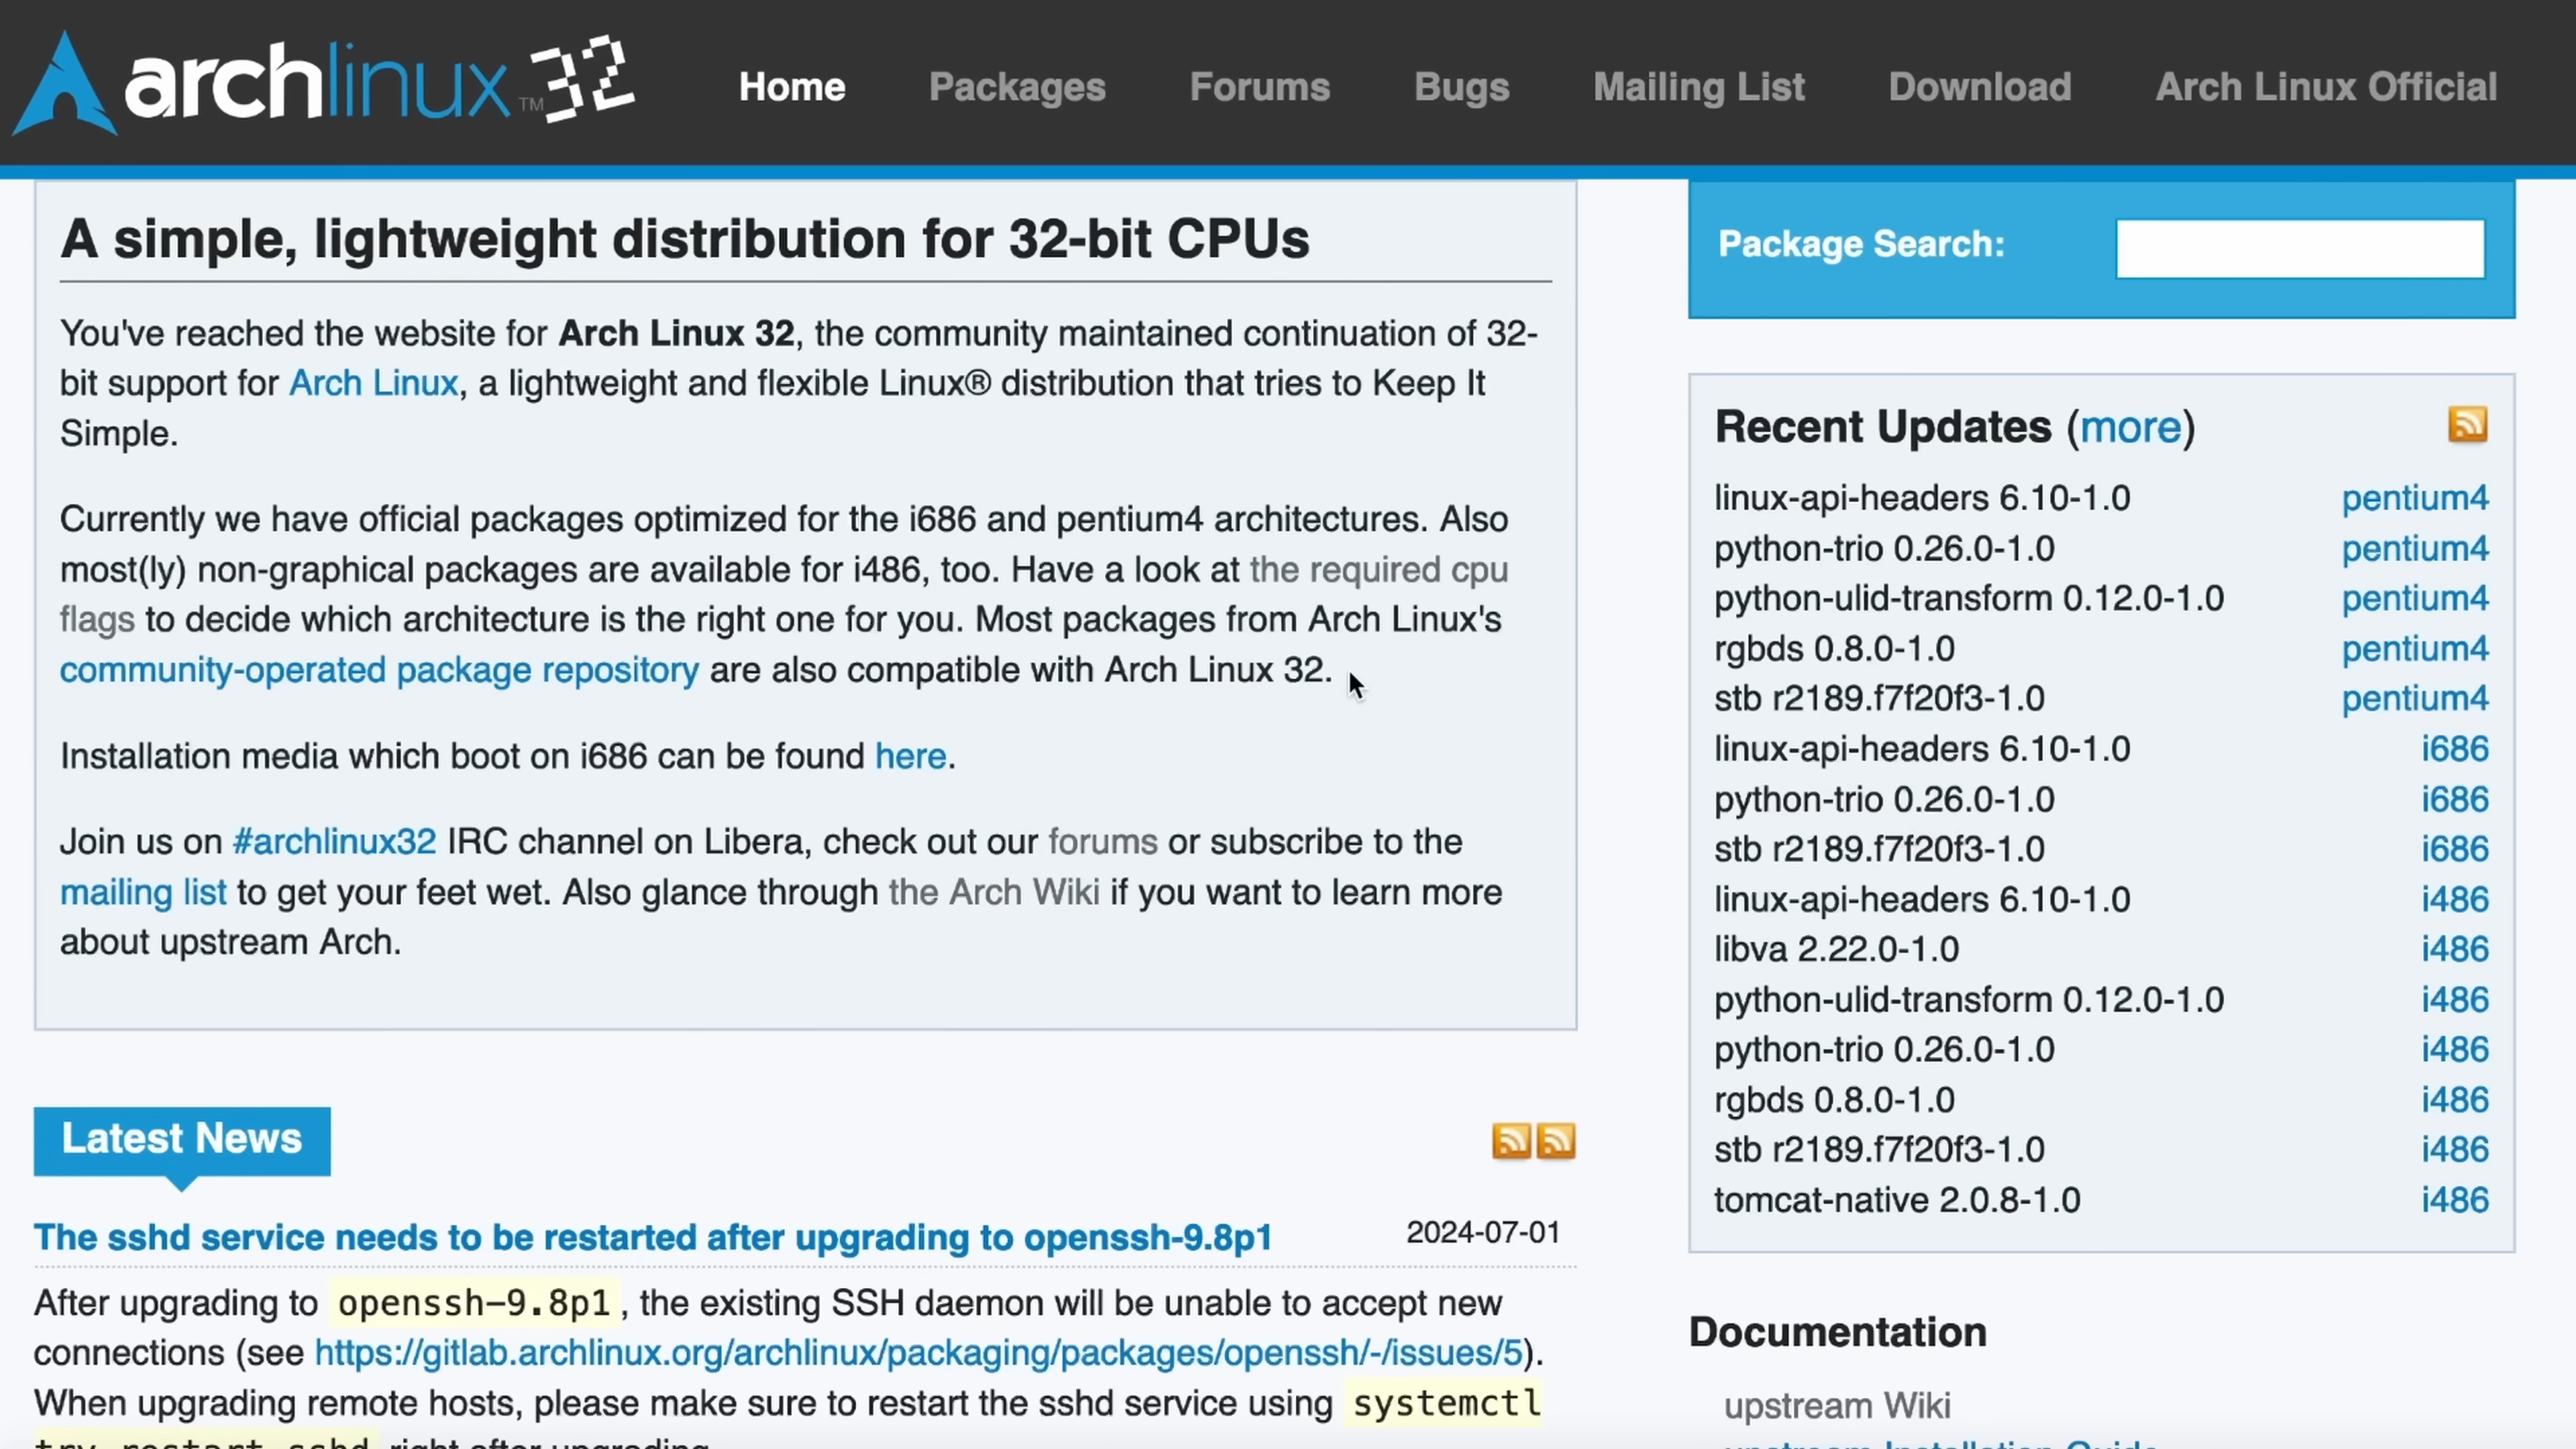 archlinux™32
Home Packages Forums Bugs Mailing List Download Arch Linux Official
A simple, lightweight distribution for 32-bit CPUs
You've reached the website for Arch Linux 32, the community maintained continuation of 32-
bit support for Arch Linux, a lightweight and flexible Linux® distribution that tries to Keep It
Simple.
Currently we have official packages optimized for the i686 and pentium4 architectures. Also
most(ly) non-graphical packages are available for i486, too. Have a look at the required cpu
flags to decide which architecture is the right one for you. Most packages from Arch Linux's
community-operated package repository are also compatible with Arch Linux 32.
Installation media which boot on i686 can be found here.
Join us on #archlinux32 IRC channel on Libera, check out our forums or subscribe to the
mailing list to get your feet wet. Also glance through the Arch Wiki if you want to learn more
about upstream Arch.
Latest News
The sshd service needs to be restarted after upgrading to openssh-9.8p1 2024-07-01
After upgrading to openssh-9.8p1, the existing SSH daemon will be unable to accept new
connections (see https://gitlab.archlinux.org/archlinux/packaging/packages/openssh/-/issues/5).
When upgrading remote hosts, please make sure to restart the sshd service using systemctl
try-restart sshd right after upgrading
Package Search:
Recent Updates (more)
linux-api-headers 6.10-1.0 pentium4
python-trio 0.26.0-1.0 pentium4
python-ulid-transform 0.12.0-1.0 pentium4
rgbds 0.8.0-1.0 pentium4
stb r2189.f7f20f3-1.0 pentium4
linux-api-headers 6.10-1.0 i686
python-trio 0.26.0-1.0 i686
stb r2189.f7f20f3-1.0 i686
linux-api-headers 6.10-1.0 i486
libva 2.22.0-1.0 i486
python-ulid-transform 0.12.0-1.0 i486
python-trio 0.26.0-1.0 i486
rgbds 0.8.0-1.0 i486
stb r2189.f7f20f3-1.0 i486
tomcat-native 2.0.8-1.0 i486
Documentation
upstream Wiki
upstream Installation Guide